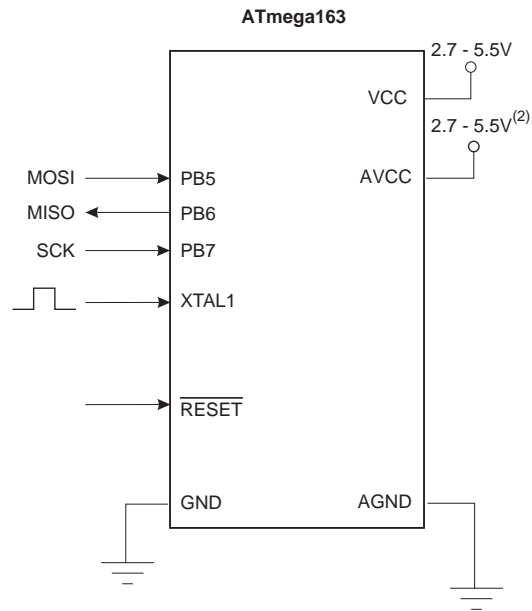 ATmega163
2.7 - 5.5V
VCC
2.7 - 5.5V(2)
AVCC
MOSI
PB5
MISO
PB6
SCK
PB7
XTAL1
RESET
GND
AGND